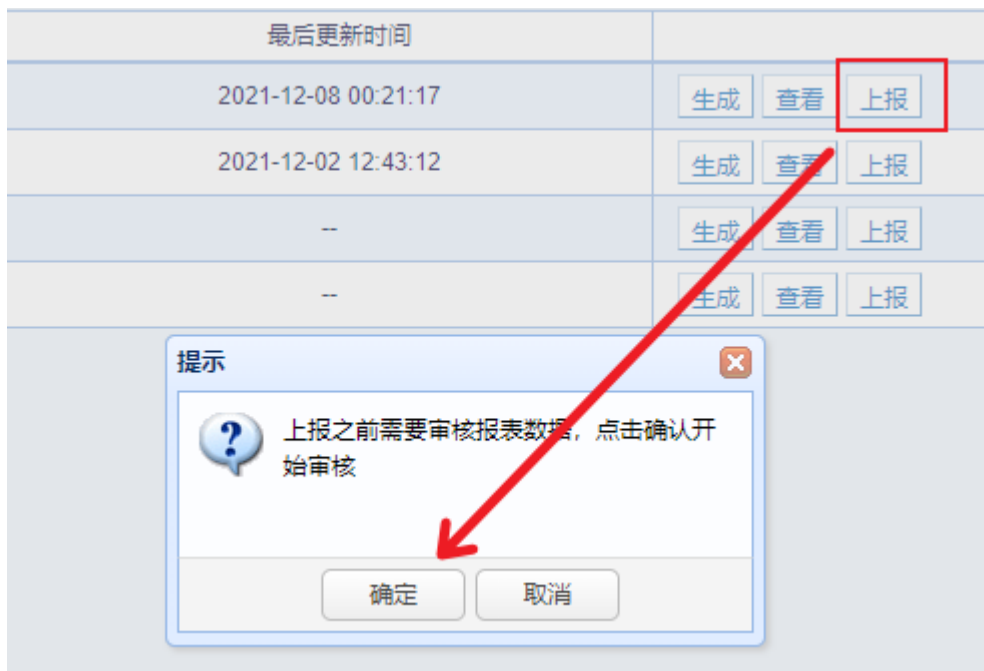 最后更新时间
2021-12-08 00:21:17 生成 查看 上报
2021-12-02 12:43:12 生成 查看 上报
-- 生成 查看 上报
-- 生成 查看 上报
提示
上报之前需要审核报表数据，点击确认开
始审核
确定 取消